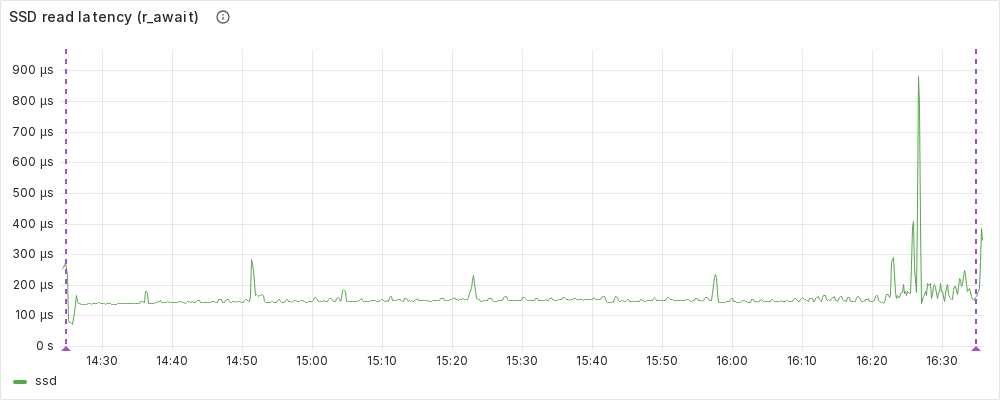 SSD read latency (r_await)
900 µs
800 µs
700 µs
600 µs
500 µs
400 µs
300 µs
200 µs
100 µs
0 s
14:30 14:40 14:50 15:00 15:10 15:20 15:30 15:40 15:50 16:00 16:10 16:20 16:30
ssd